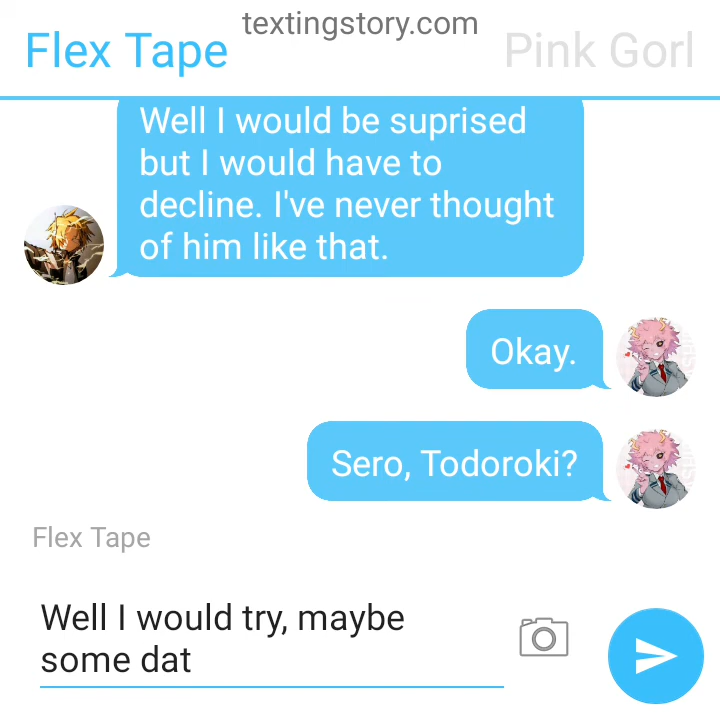 textingstory.com
Flex Tape
Pink Gorl
Well I would be suprised
but I would have to
decline. I've never thought
of him like that.
Okay.
Sero, Todoroki?
Flex Tape
Well I would try, maybe
some dat